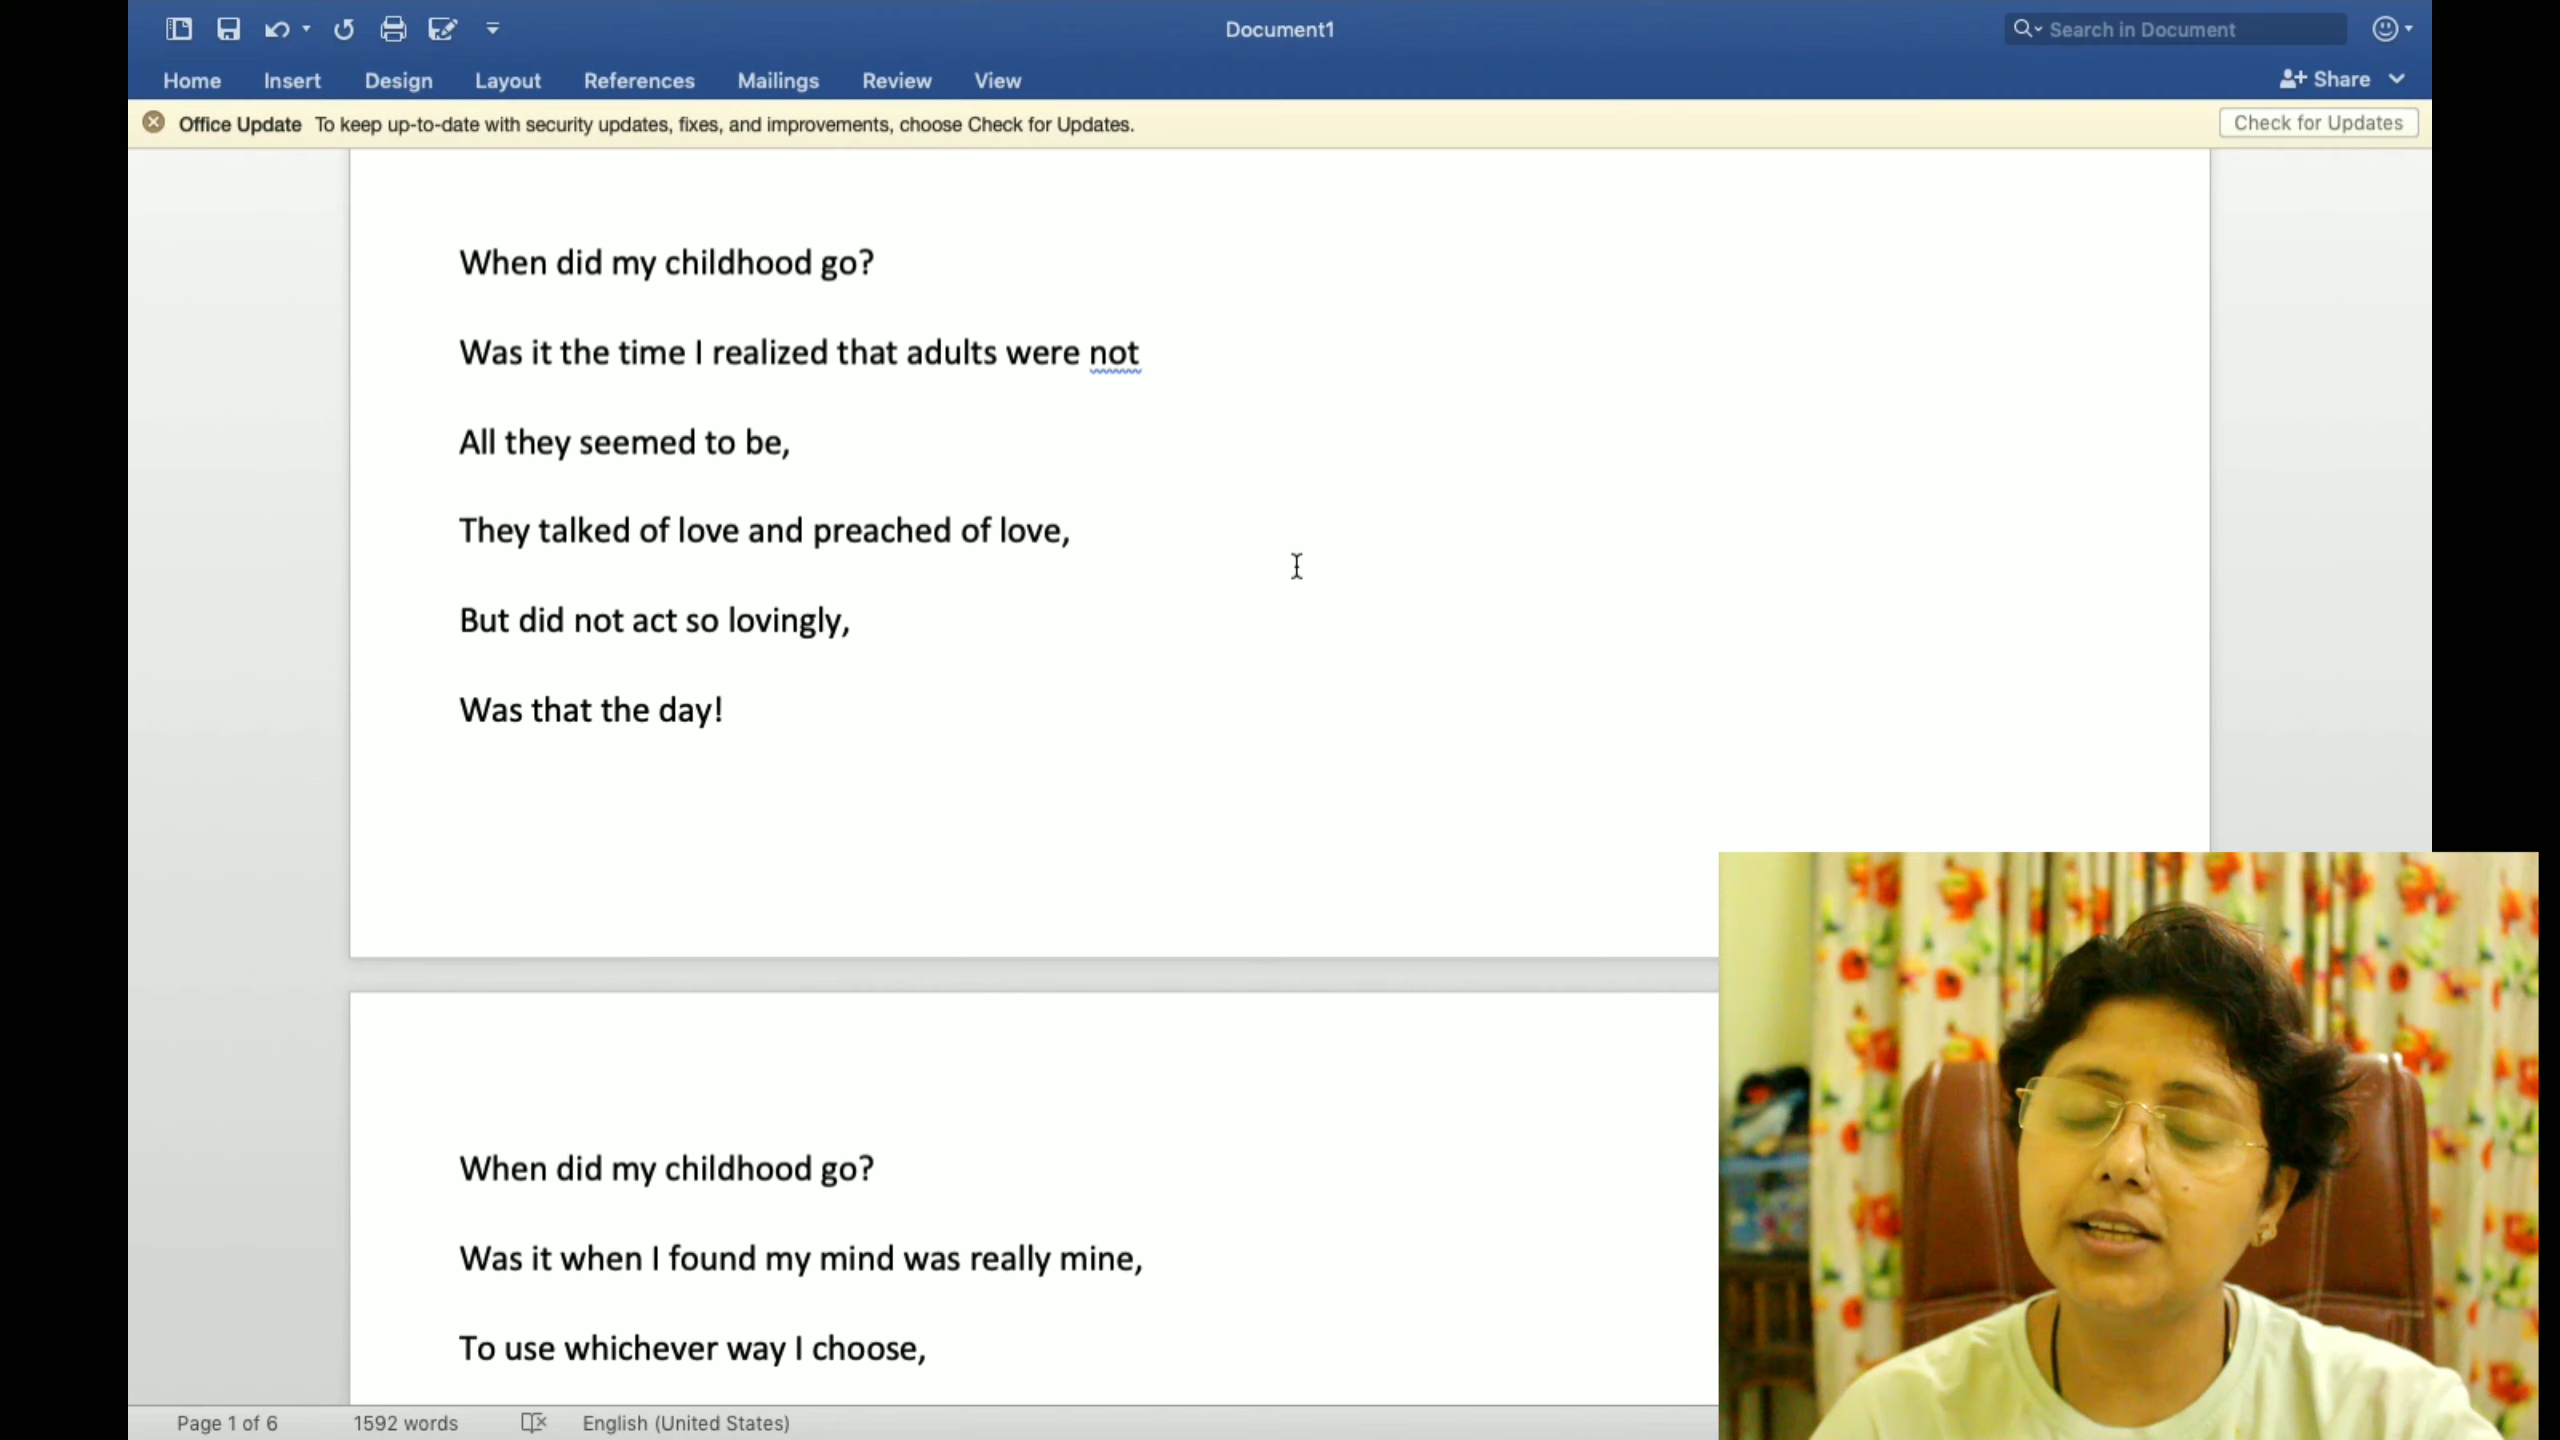 Document1
Search in Document
Home Insert Design Layout References Mailings Review View
Share
Office Update To keep up-to-date with security updates, fixes, and improvements, choose Check for Updates.
Check for Updates
When did my childhood go?
Was it the time I realized that adults were not
All they seemed to be,
They talked of love and preached of love,
But did not act so lovingly,
Was that the day!
When did my childhood go?
Was it when I found my mind was really mine,
To use whichever way I choose,
Page 1 of 6 1592 words English (United States)